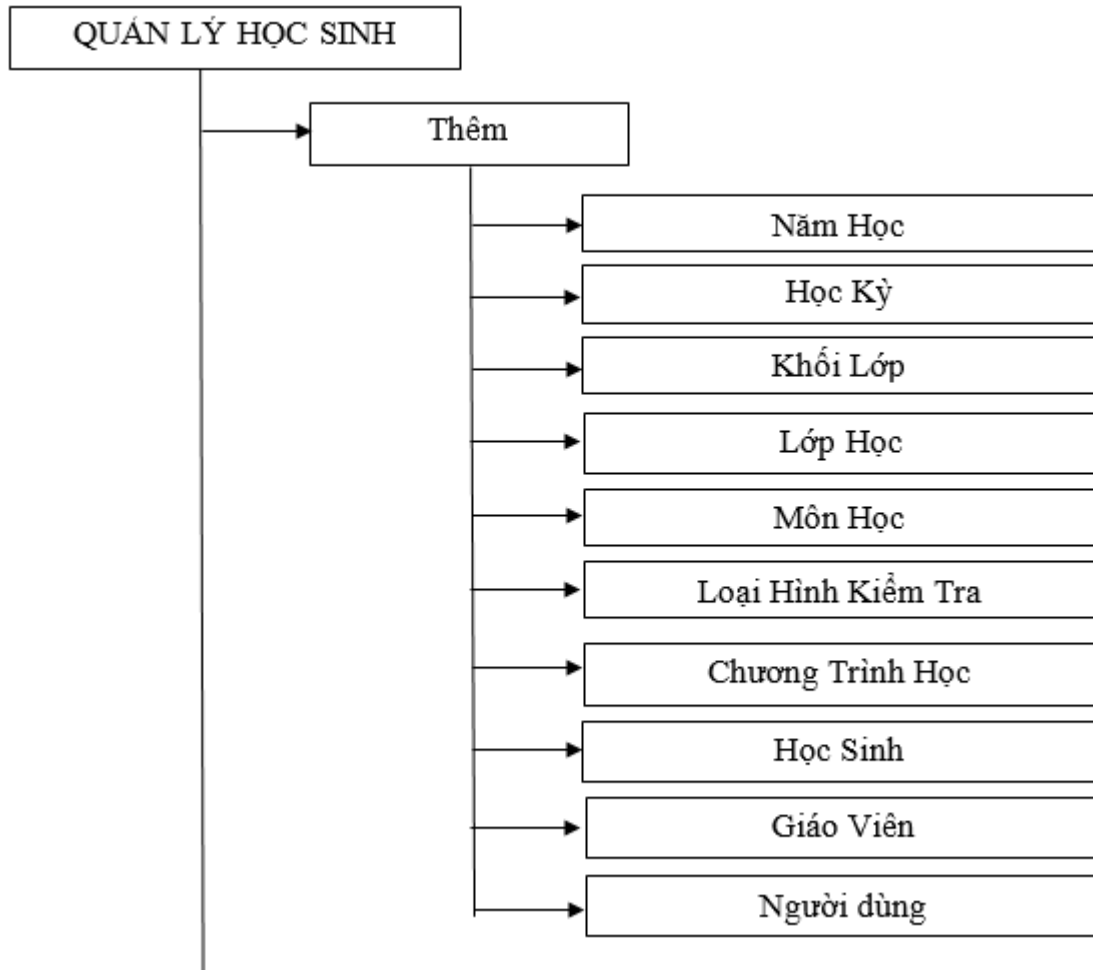 QUẢN LÝ HỌC SINH
Thêm
Năm Học
Học Kỳ
Khối Lớp
Lớp Học
Môn Học
Loại Hình Kiểm Tra
Chương Trình Học
Học Sinh
Giáo Viên
Người dùng